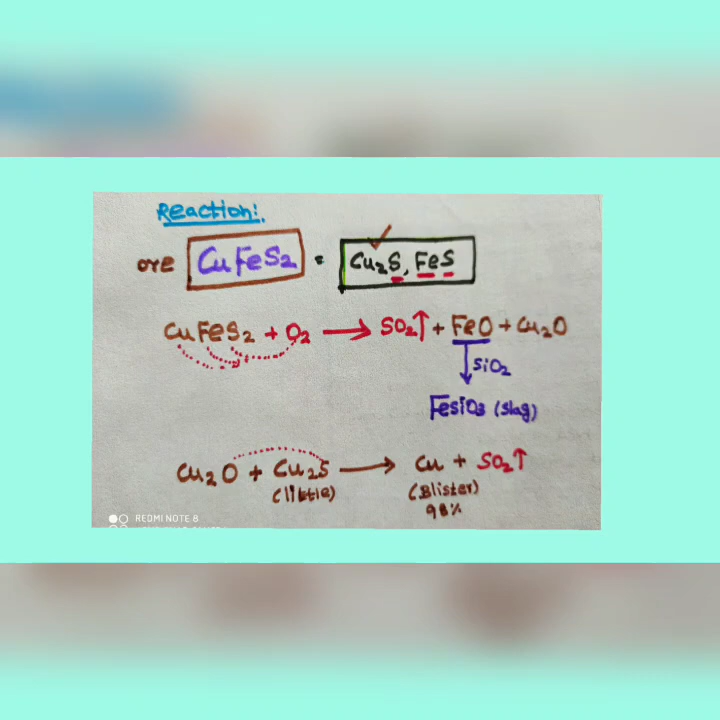 Reaction:
ore CuFeS2 • Cu2S, FeS
CuFeS2 + O2 → SO2↑ + FeO + Cu2O
SiO2
FeSiO3 (slag)
Cu2O + Cu2S → Cu + SO2↑
(little) (Blister)
98%
REDMI NOTE 8